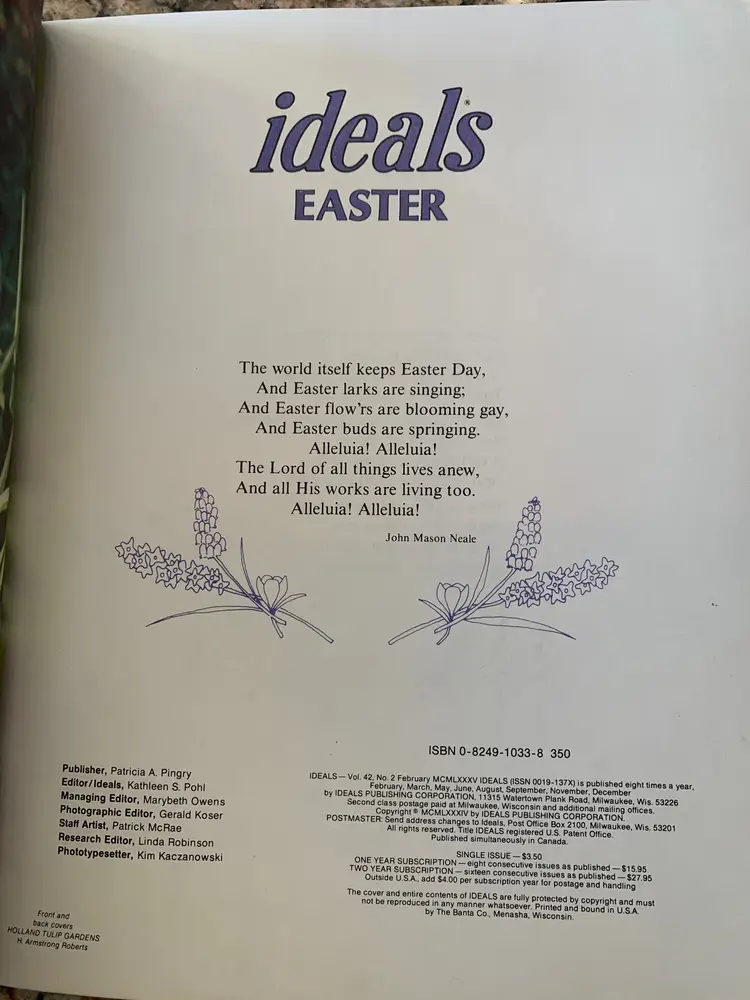 ideals®
EASTER
The world itself keeps Easter Day,
And Easter larks are singing;
And Easter flow'rs are blooming gay,
And Easter buds are springing.
Alleluia! Alleluia!
The Lord of all things lives anew,
And all His works are living too.
Alleluia! Alleluia!
John Mason Neale
ISBN 0-8249-1033-8 350
Publisher, Patricia A. Pingry
Editor/Ideals, Kathleen S. Pohl
Managing Editor, Marybeth Owens
Photographic Editor, Gerald Koser
Staff Artist, Patrick McRae
Research Editor, Linda Robinson
Phototypesetter, Kim Kaczanowski
IDEALS—Vol. 42, No. 2 February MCMLXXXV IDEALS (ISSN 0019-137X) is published eight times a year,
February, March, May, June, August, September, November, December
by IDEALS PUBLISHING CORPORATION, 11315 Watertown Plank Road, Milwaukee, Wis. 53226
Second class postage paid at Milwaukee, Wisconsin and additional mailing offices.
Copyright © MCMLXXXIV by IDEALS PUBLISHING CORPORATION.
POSTMASTER: Send address changes to Ideals, Post Office Box 2100, Milwaukee, Wis. 53201
All rights reserved. Title IDEALS registered U.S. Patent Office.
Published simultaneously in Canada.
SINGLE ISSUE—$3.50
ONE YEAR SUBSCRIPTION—eight consecutive issues as published—$15.95
TWO YEAR SUBSCRIPTION—sixteen consecutive issues as published—$27.95
Outside U.S.A., add $4.00 per subscription year for postage and handling
The cover and entire contents of IDEALS are fully protected by copyright and must
not be reproduced in any manner whatsoever. Printed and bound in U.S.A.
by The Banta Co., Menasha, Wisconsin.
Front and
back covers
HOLLAND TULIP GARDENS
H. Armstrong Roberts